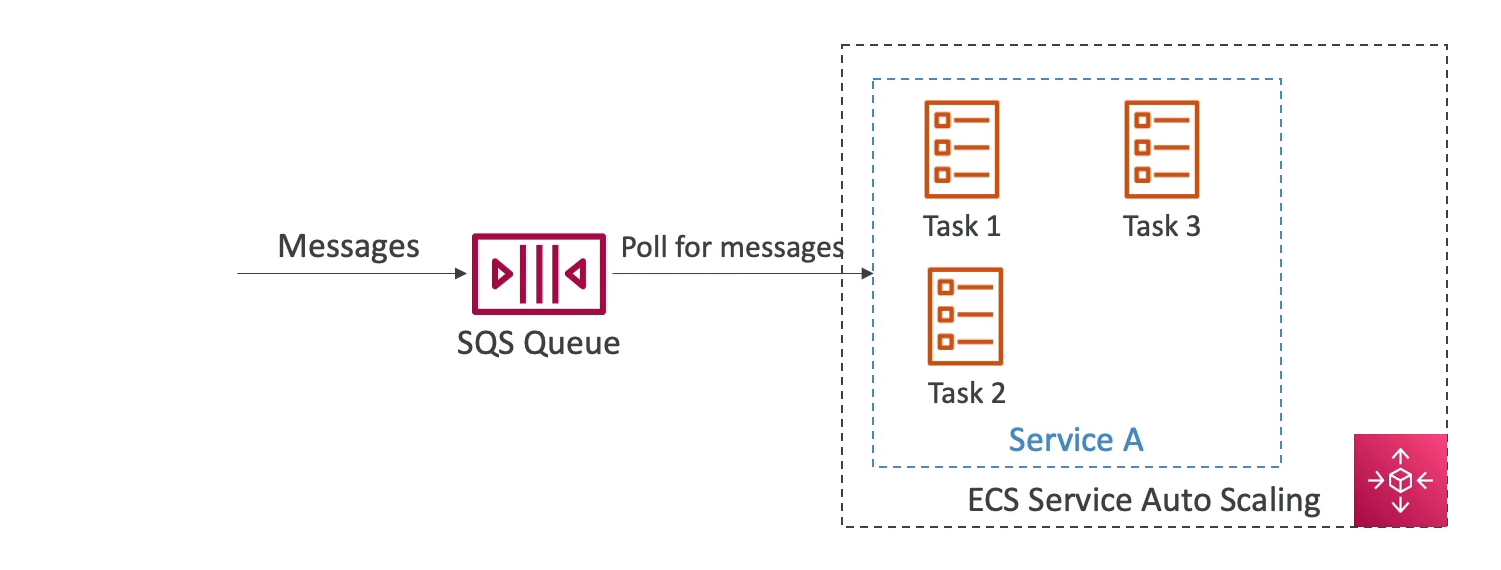 Messages
SQS Queue
Poll for messages
Task 1
Task 3
Task 2
Service A
ECS Service Auto Scaling